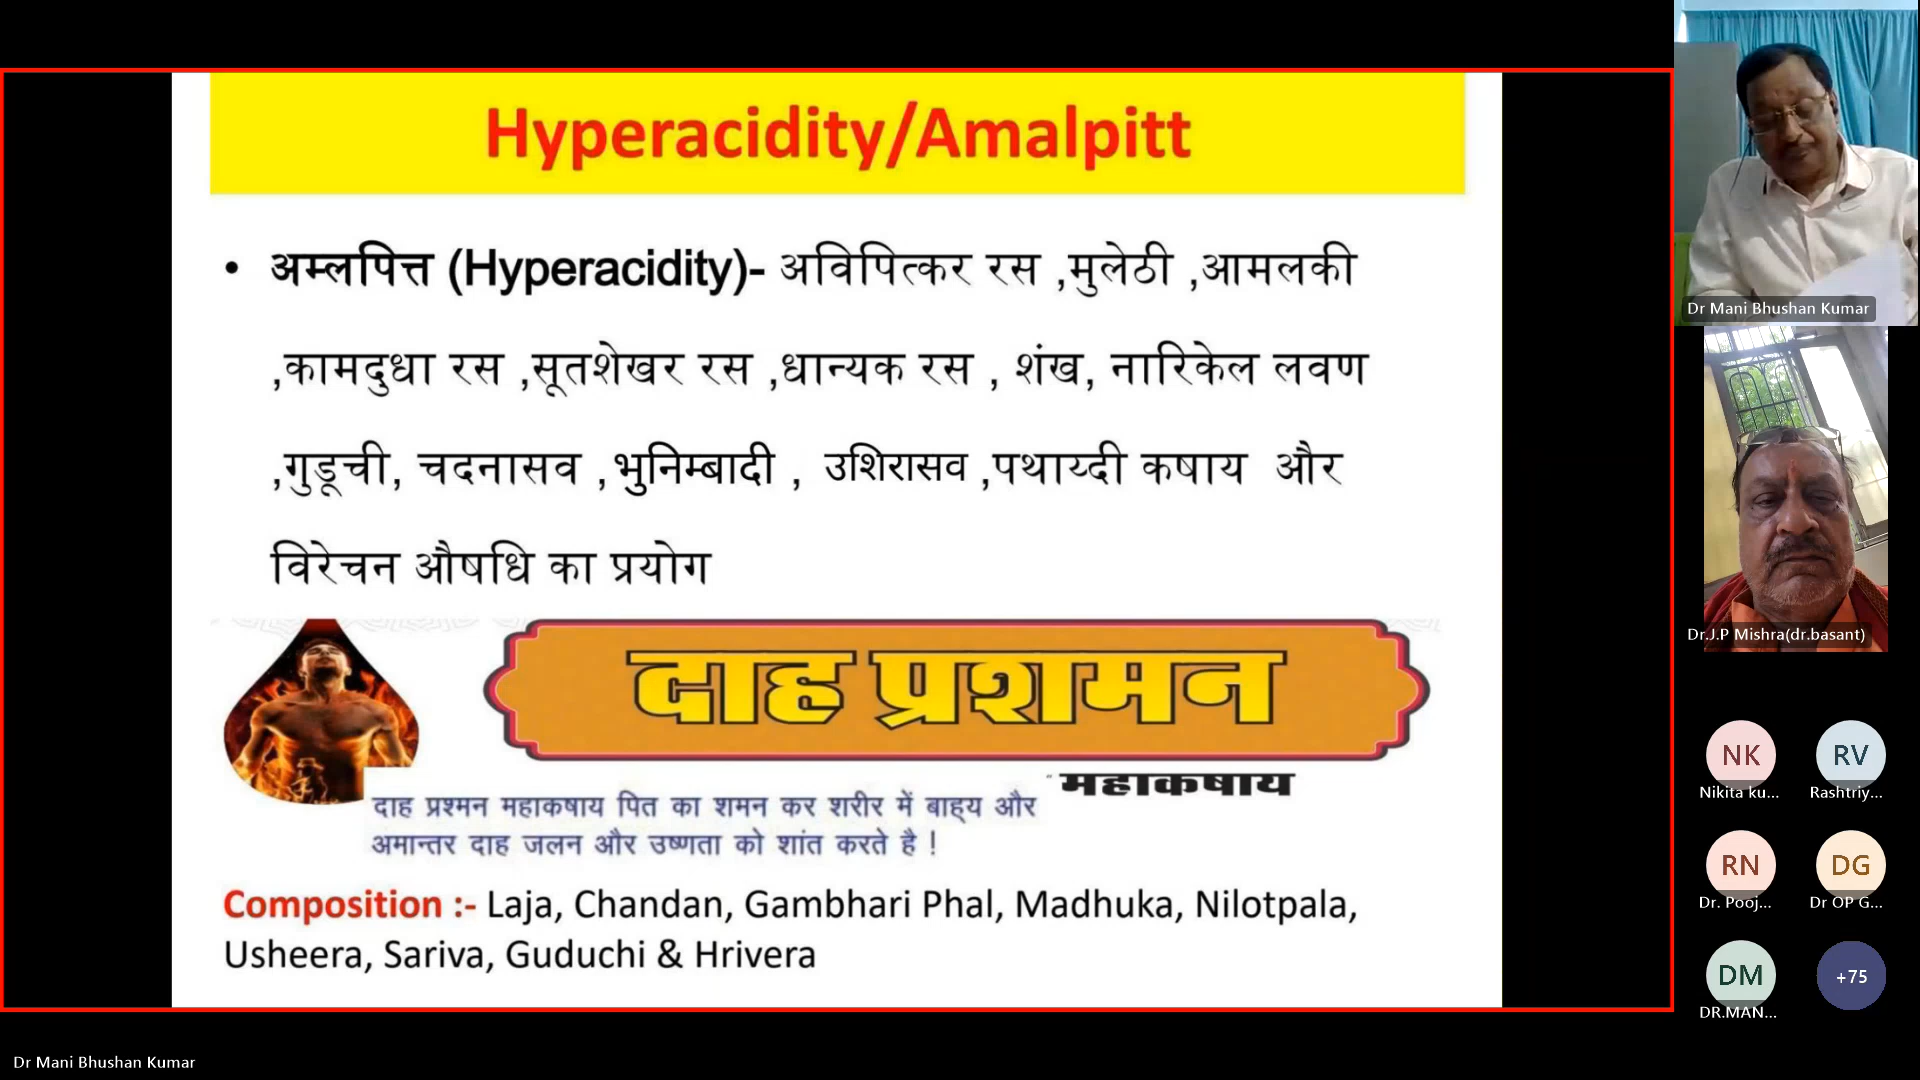 Hyperacidity/Amalpitt
• अम्लपित्त (Hyperacidity)- अविपित्कर रस ,मुलेठी ,आमलकी
,कामदुधा रस ,सूतशेखर रस ,धान्यक रस , शंख, नारिकेल लवण
,गुडूची, चदनासव ,भुनिम्बादी , उशिरासव ,पथाय्दी कषाय और
विरेचन औषधि का प्रयोग
दाह प्रशमन
महाकषाय
दाह प्रश्मन महाकषाय पित का शमन कर शरीर में बाह्य और
अमान्तर दाह जलन और उष्णता को शांत करते है !
Composition :- Laja, Chandan, Gambhari Phal, Madhuka, Nilotpala,
Usheera, Sariva, Guduchi & Hrivera
Dr Mani Bhushan Kumar
Dr.J.P Mishra(dr.basant)
NK RV
Nikita ku... Rashtriy...
RN DG
Dr. Pooj... Dr OP G...
DM +75
DR.MAN...
Dr Mani Bhushan Kumar